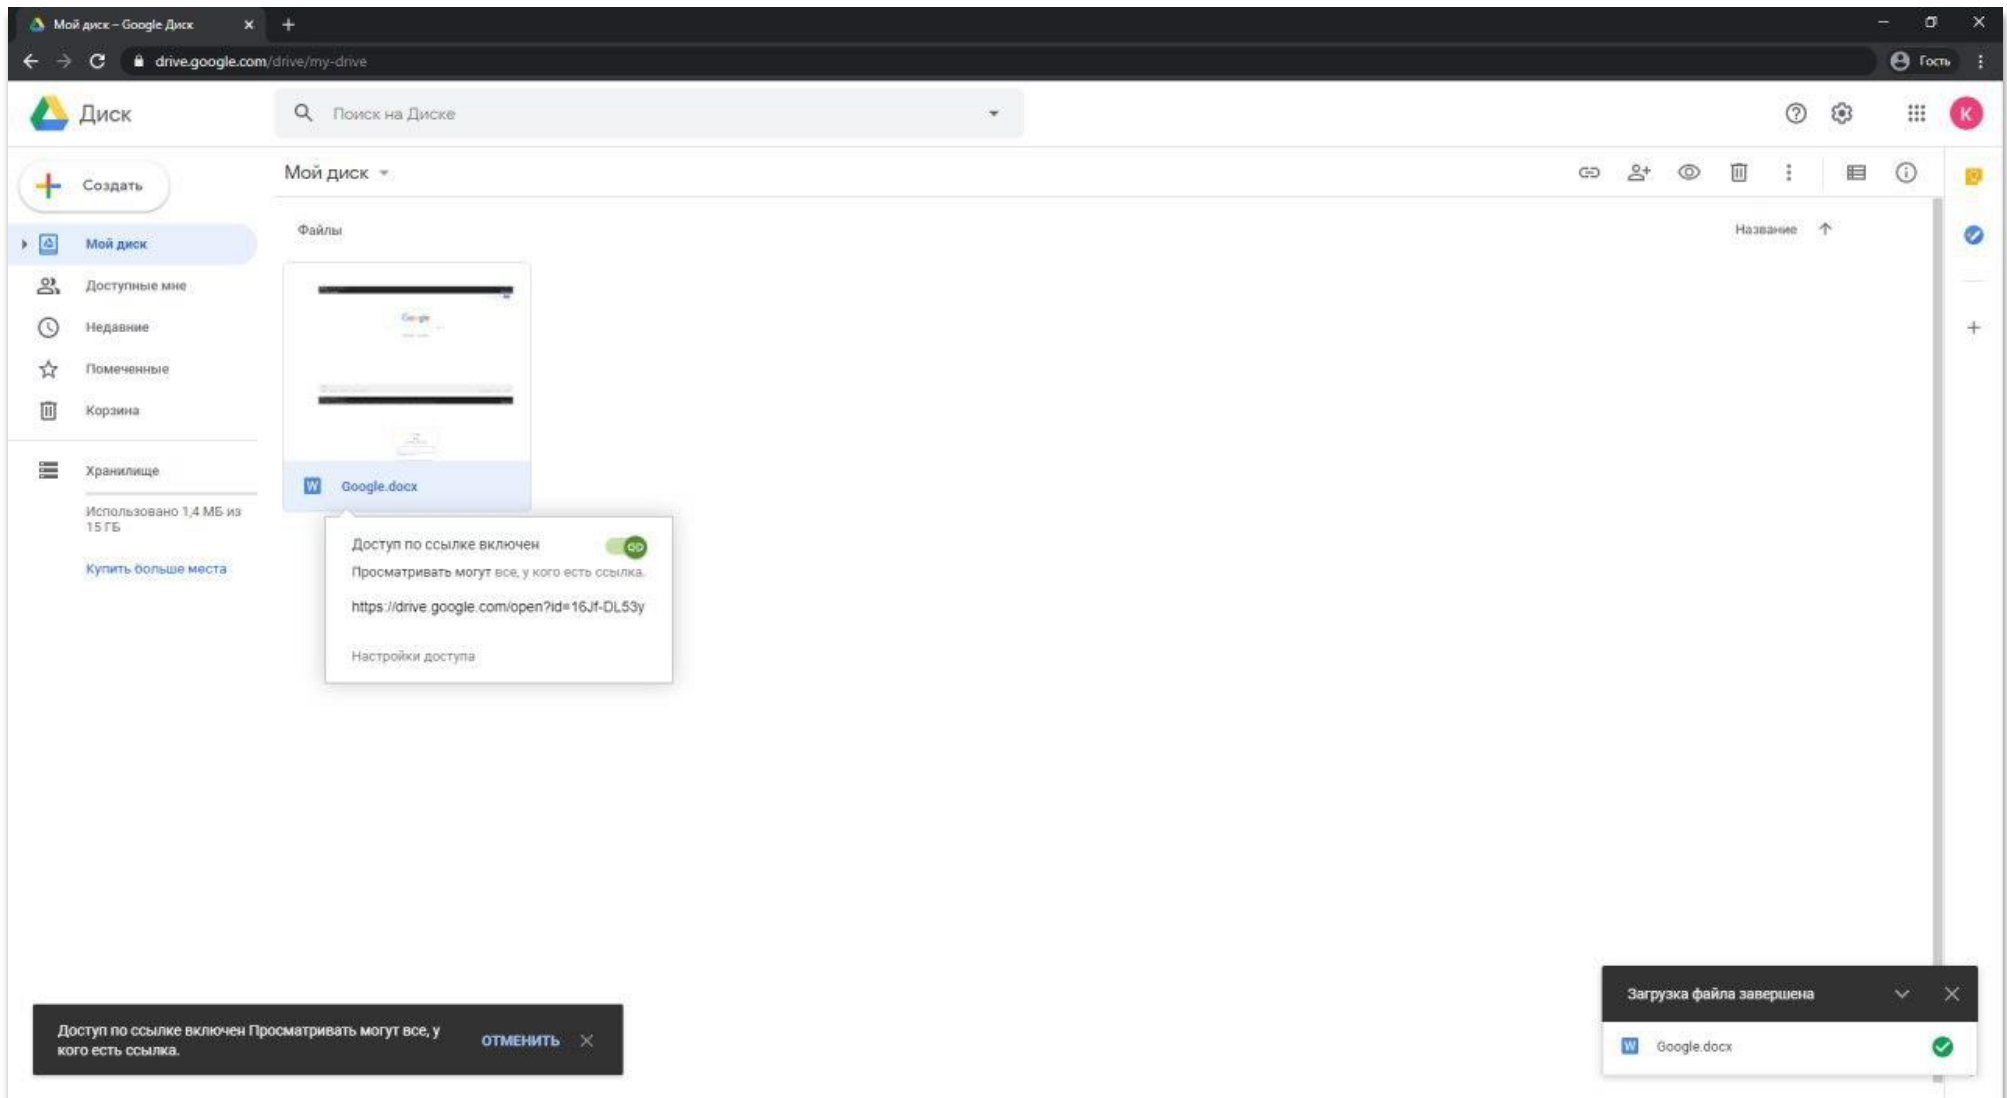 Мой диск – Google Диск
drive.google.com/drive/my-drive
Гость
Диск
Поиск на Диске
K
Создать
Мой диск
Мой диск
Доступные мне
Недавние
Помеченные
Корзина
Хранилище
Использовано 1,4 МБ из
15 ГБ
Купить больше места
Файлы
Название
Google
W Google.docx
Доступ по ссылке включен
Просматривать могут все, у кого есть ссылка.
https://drive.google.com/open?id=16Jf-DL53y
Настройки доступа
Доступ по ссылке включен Просматривать могут все, у
кого есть ссылка.
ОТМЕНИТЬ
Загрузка файла завершена
W Google.docx